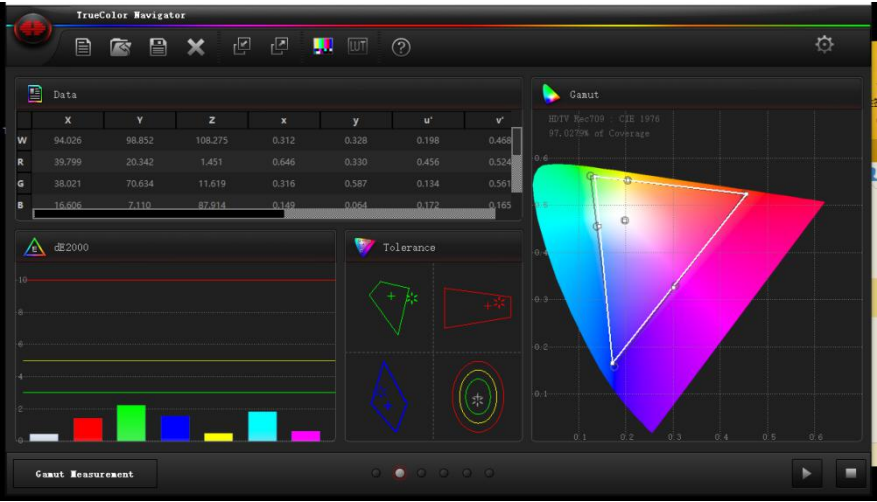 TrueColor Navigator
LUT
?
Data
X Y Z x y u' v'
W 94.026 98.852 108.275 0.312 0.328 0.198 0.468
R 39.799 20.342 1.451 0.646 0.330 0.456 0.524
G 38.021 70.634 11.619 0.316 0.587 0.134 0.561
B 16.606 7.110 87.914 0.149 0.064 0.172 0.165
E dE2000
10
8
6
4
2
0
Tolerance
Gamut
HDTV Rec709 : CIE 1976
97.0279% of Coverage
0.6
0.5
0.4
0.3
0.2
0.1
0.1 0.2 0.3 0.4 0.5 0.6
Gamut Measurement